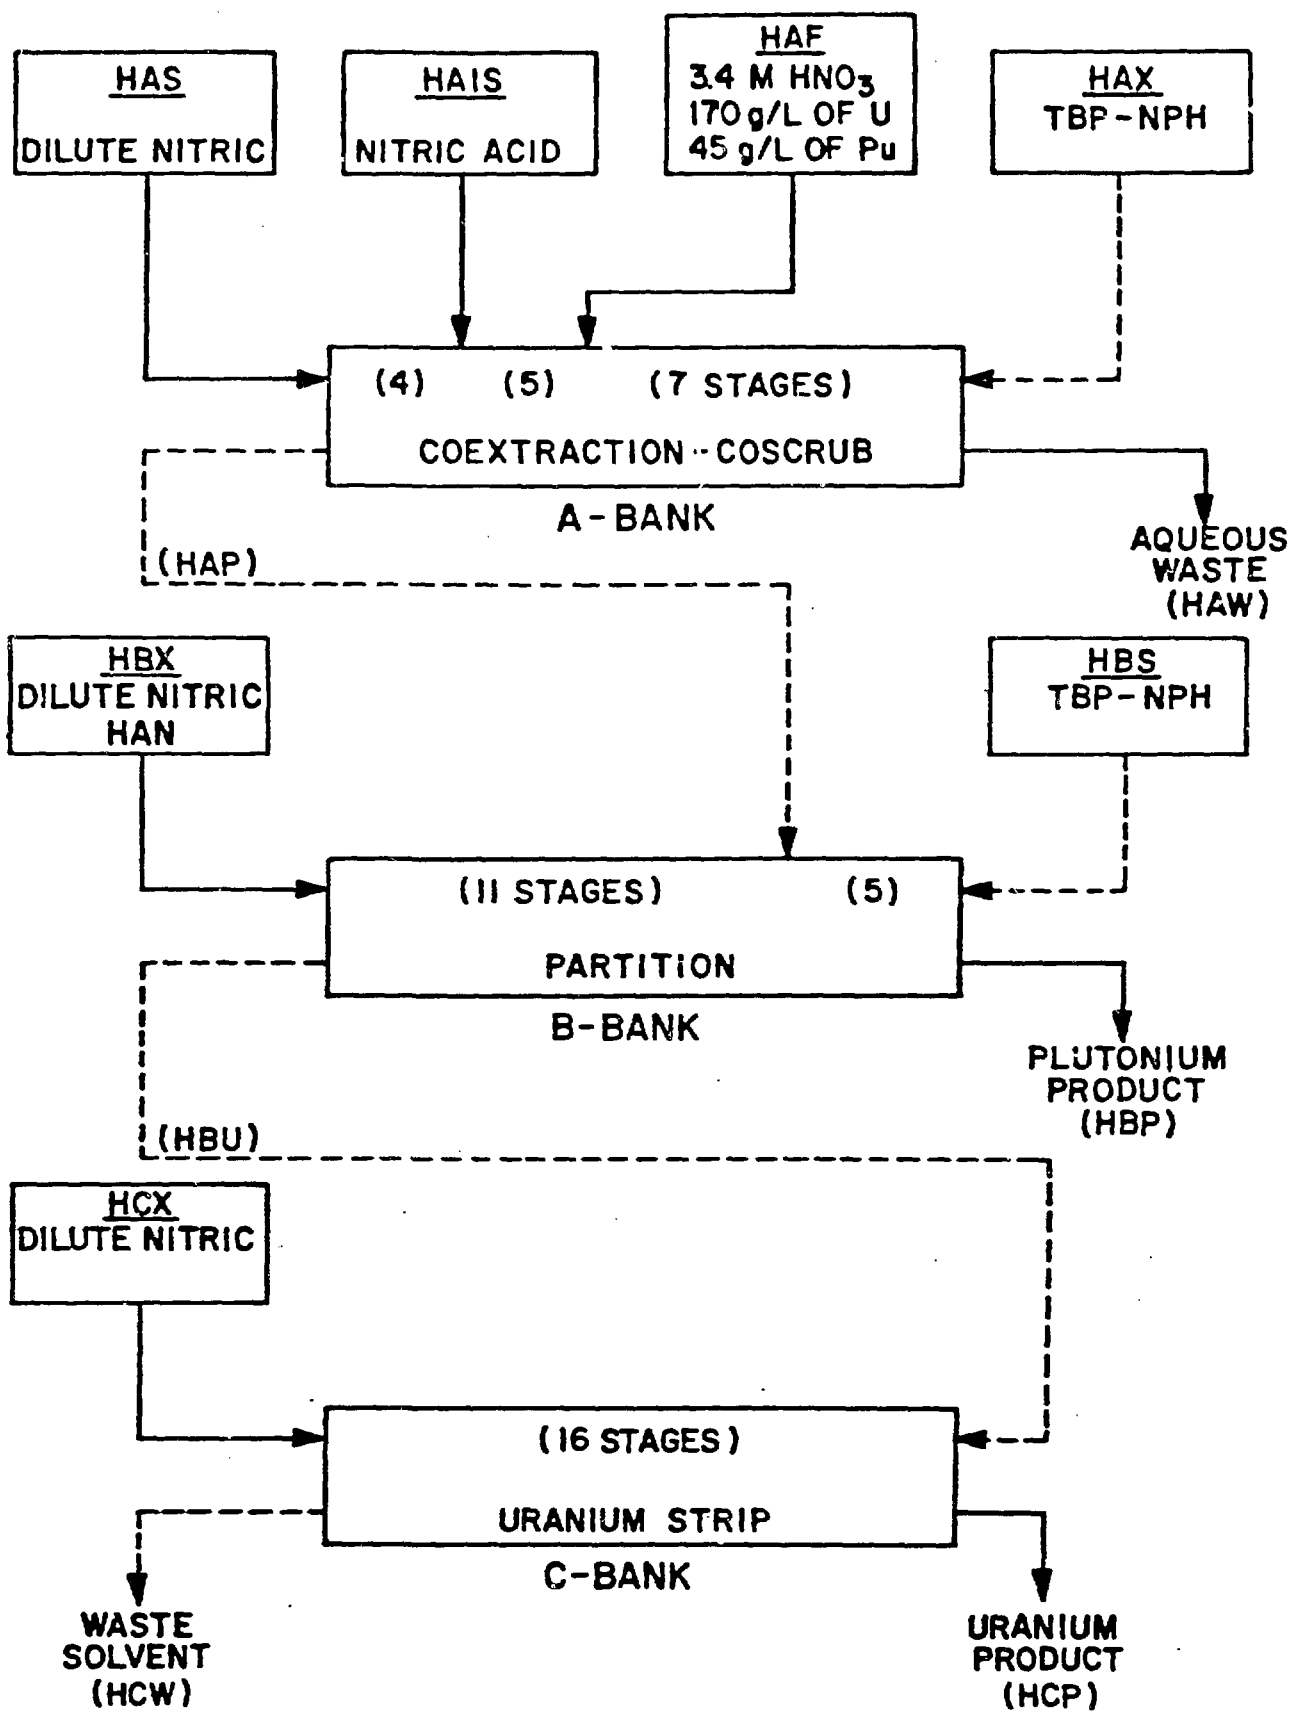 HAS
DILUTE NITRIC
HAIS
NITRIC ACID
HAF
3.4 M HNO3
170 g/L OF U
45 g/L OF Pu
HAX
TBP-NPH
(4) (5) (7 STAGES)
COEXTRACTION--COSCRUB
A-BANK
AQUEOUS
WASTE
(HAW)
(HAP)
HBX
DILUTE NITRIC
HAN
HBS
TBP-NPH
(11 STAGES) (5)
PARTITION
B-BANK
PLUTONIUM
PRODUCT
(HBP)
(HBU)
HCX
DILUTE NITRIC
(16 STAGES)
URANIUM STRIP
C-BANK
WASTE
SOLVENT
(HCW)
URANIUM
PRODUCT
(HCP)